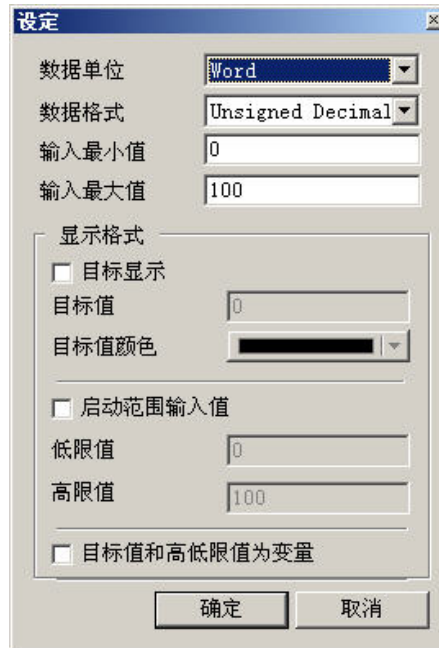 设定
数据单位 Word
数据格式 Unsigned Decimal
输入最小值 0
输入最大值 100
显示格式
目标显示
目标值 0
目标值颜色
启动范围输入值
低限值 0
高限值 100
目标值和高低限值为变量
确定 取消